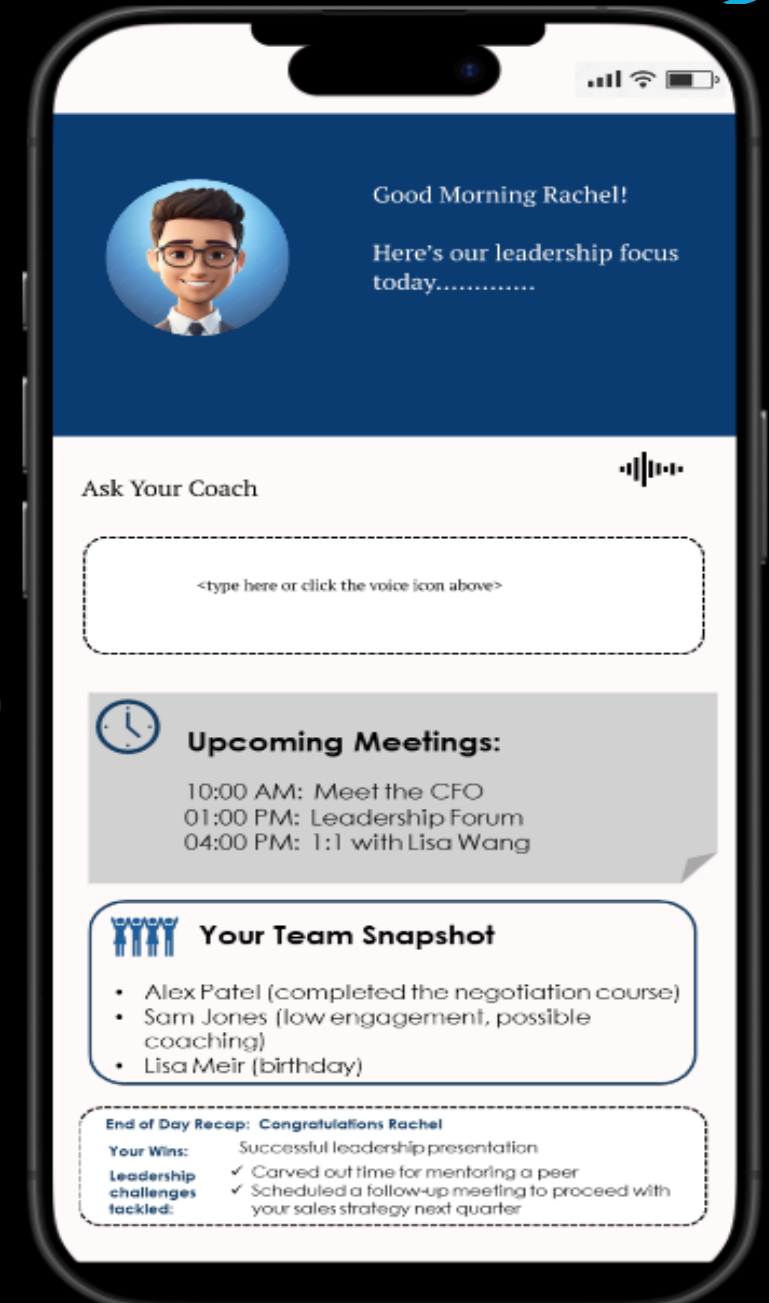 Good Morning Rachel!
Here's our leadership focus
today.............
Ask Your Coach
<type here or click the voice icon above>
Upcoming Meetings:
10:00 AM: Meet the CFO
01:00 PM: Leadership Forum
04:00 PM: 1:1 with Lisa Wang
Your Team Snapshot
• Alex Patel (completed the negotiation course)
• Sam Jones (low engagement, possible
coaching)
• Lisa Meir (birthday)
End of Day Recap: Congratulations Rachel
Your Wins: Successful leadership presentation
Leadership
challenges
tackled:
✓ Carved out time for mentoring a peer
✓ Scheduled a follow-up meeting to proceed with
your sales strategy next quarter